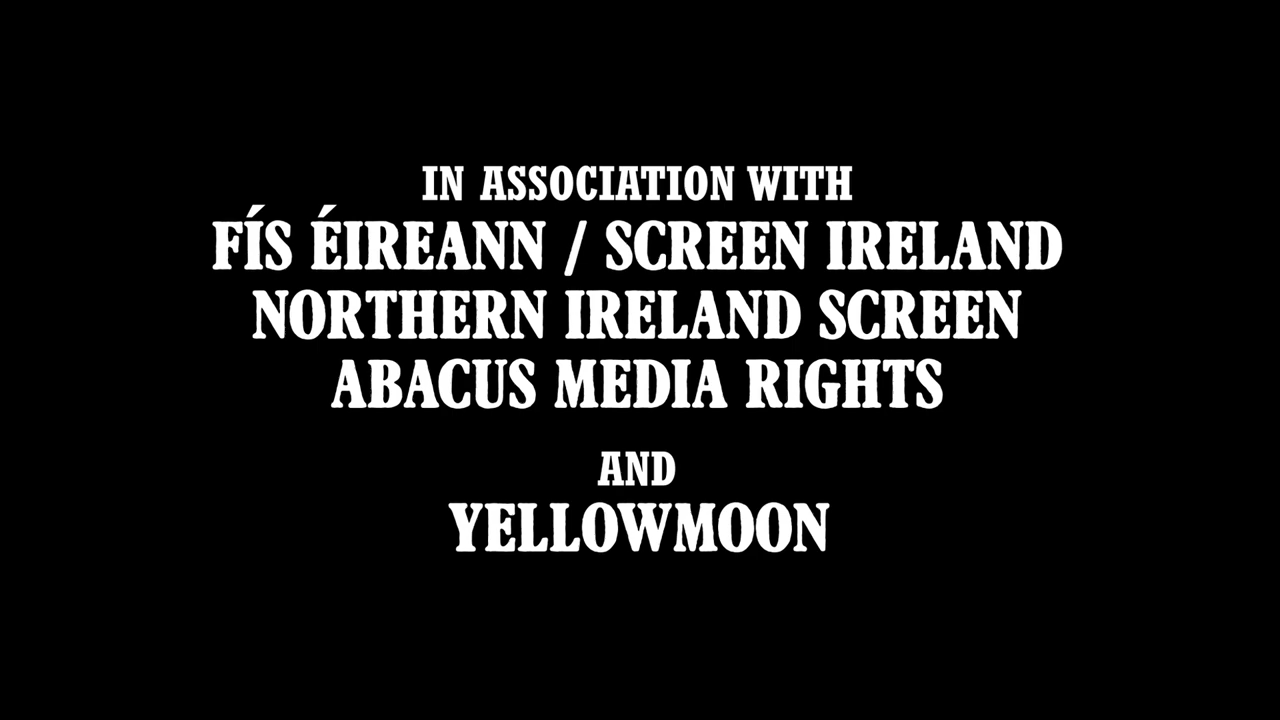 IN ASSOCIATION WITH
FÍS ÉIREANN / SCREEN IRELAND
NORTHERN IRELAND SCREEN
ABACUS MEDIA RIGHTS
AND
YELLOWMOON